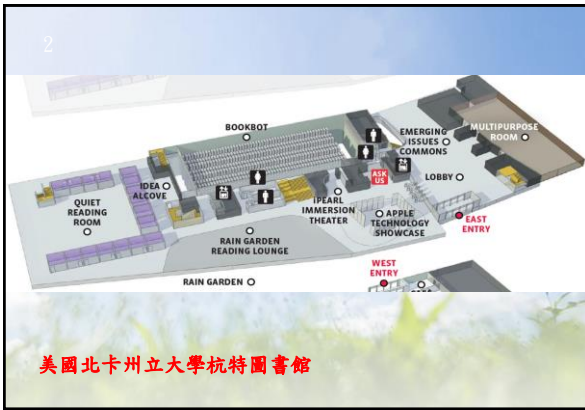 2
BOOKBOT
EMERGING
ISSUES
COMMONS
MULTIPURPOSE
ROOM
ASK
US
LOBBY
IDEA
ALCOVE
QUIET
READING
ROOM
IPEARL
IMMERSION
THEATER
APPLE
TECHNOLOGY
SHOWCASE
EAST
ENTRY
RAIN GARDEN
READING LOUNGE
WEST
ENTRY
RAIN GARDEN
美國北卡州立大學杭特圖書館